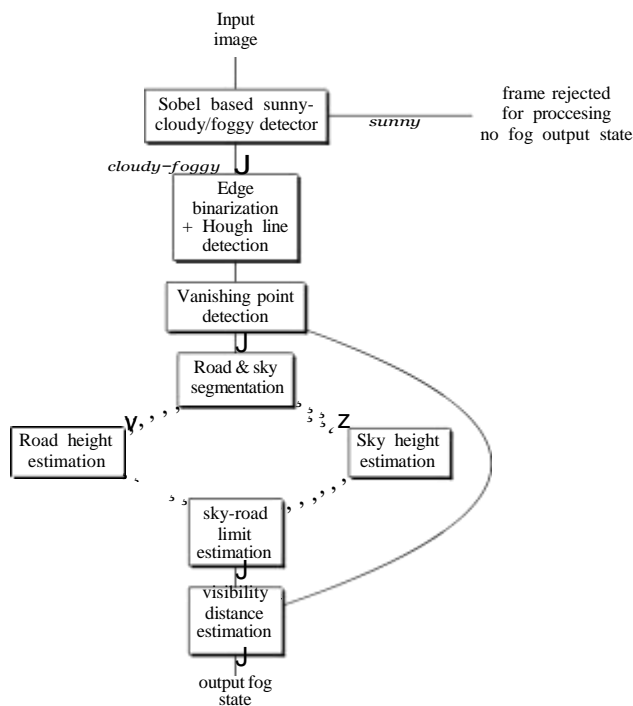 Input
image
Sobel based sunny-
cloudy/foggy detector
sunny
frame rejected
for proccesing
no fog output state
cloudy-foggy
Edge
binarization
+ Hough line
detection
Vanishing point
detection
Road & sky
segmentation
Road height
estimation
Sky height
estimation
sky-road
limit
estimation
visibility
distance
estimation
output fog
state